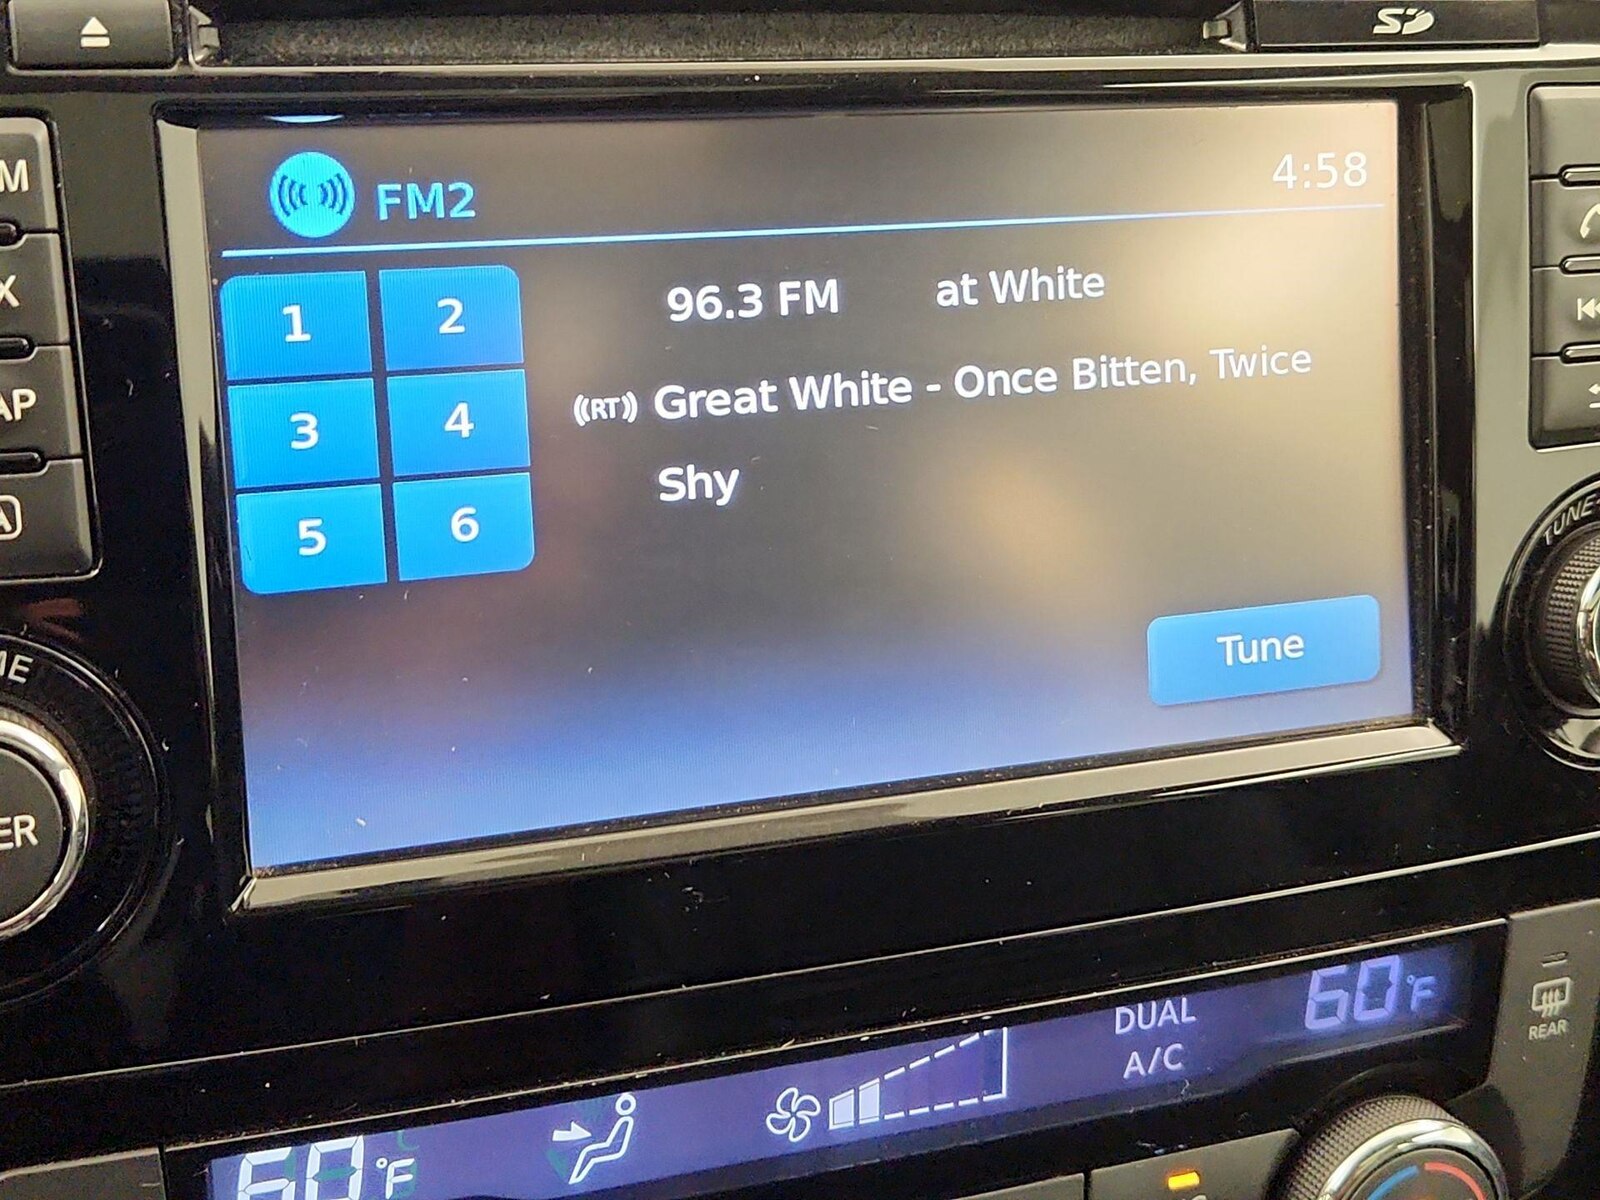 SD
FM2
4:58
1
2
96.3 FM
at White
3
4
((RT)) Great White - Once Bitten, Twice
Shy
5
6
TUNE
Tune
DUAL
60°F
A/C
REAR
60°F